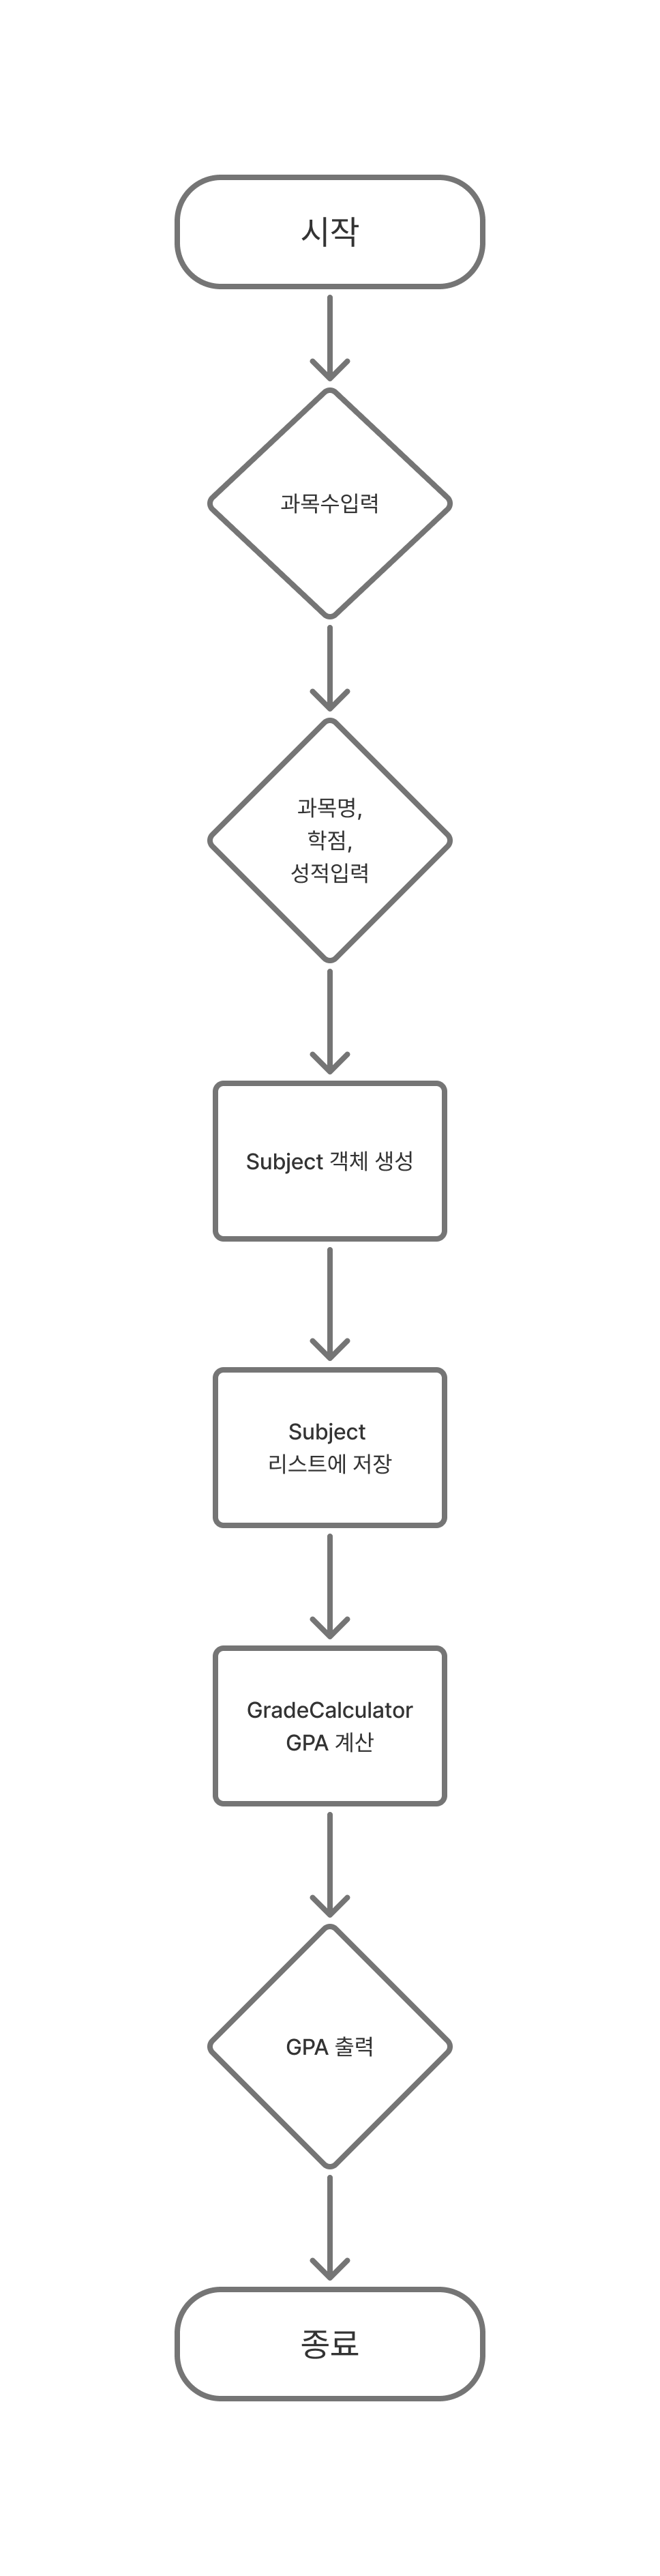 시작
과목수입력
과목명,
학점,
성적입력
Subject 객체 생성
Subject
리스트에 저장
GradeCalculator
GPA 계산
GPA 출력
종료